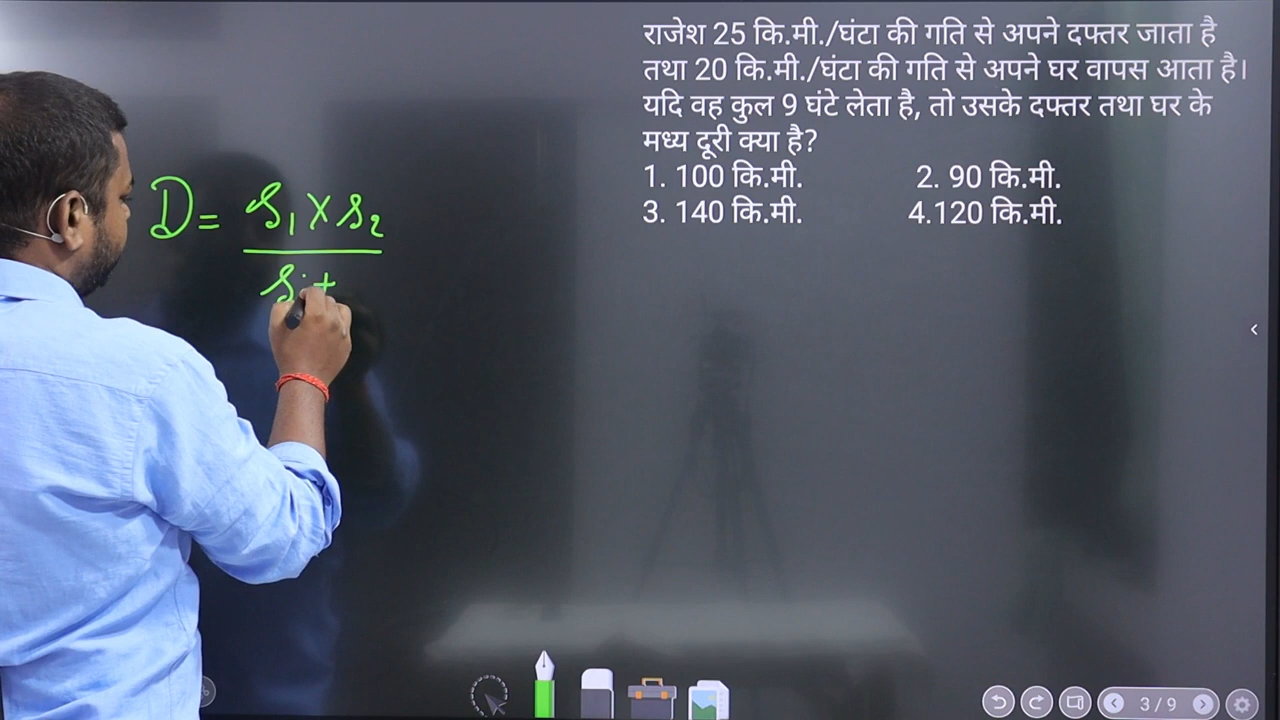 राजेश 25 कि.मी./घंटा की गति से अपने दफ्तर जाता है
तथा 20 कि.मी./घंटा की गति से अपने घर वापस आता है।
यदि वह कुल 9 घंटे लेता है, तो उसके दफ्तर तथा घर के
मध्य दूरी क्या है?
1. 100 कि.मी. 2. 90 कि.मी.
3. 140 कि.मी. 4.120 कि.मी.
D = S₁ × S₂
S +
3 / 9